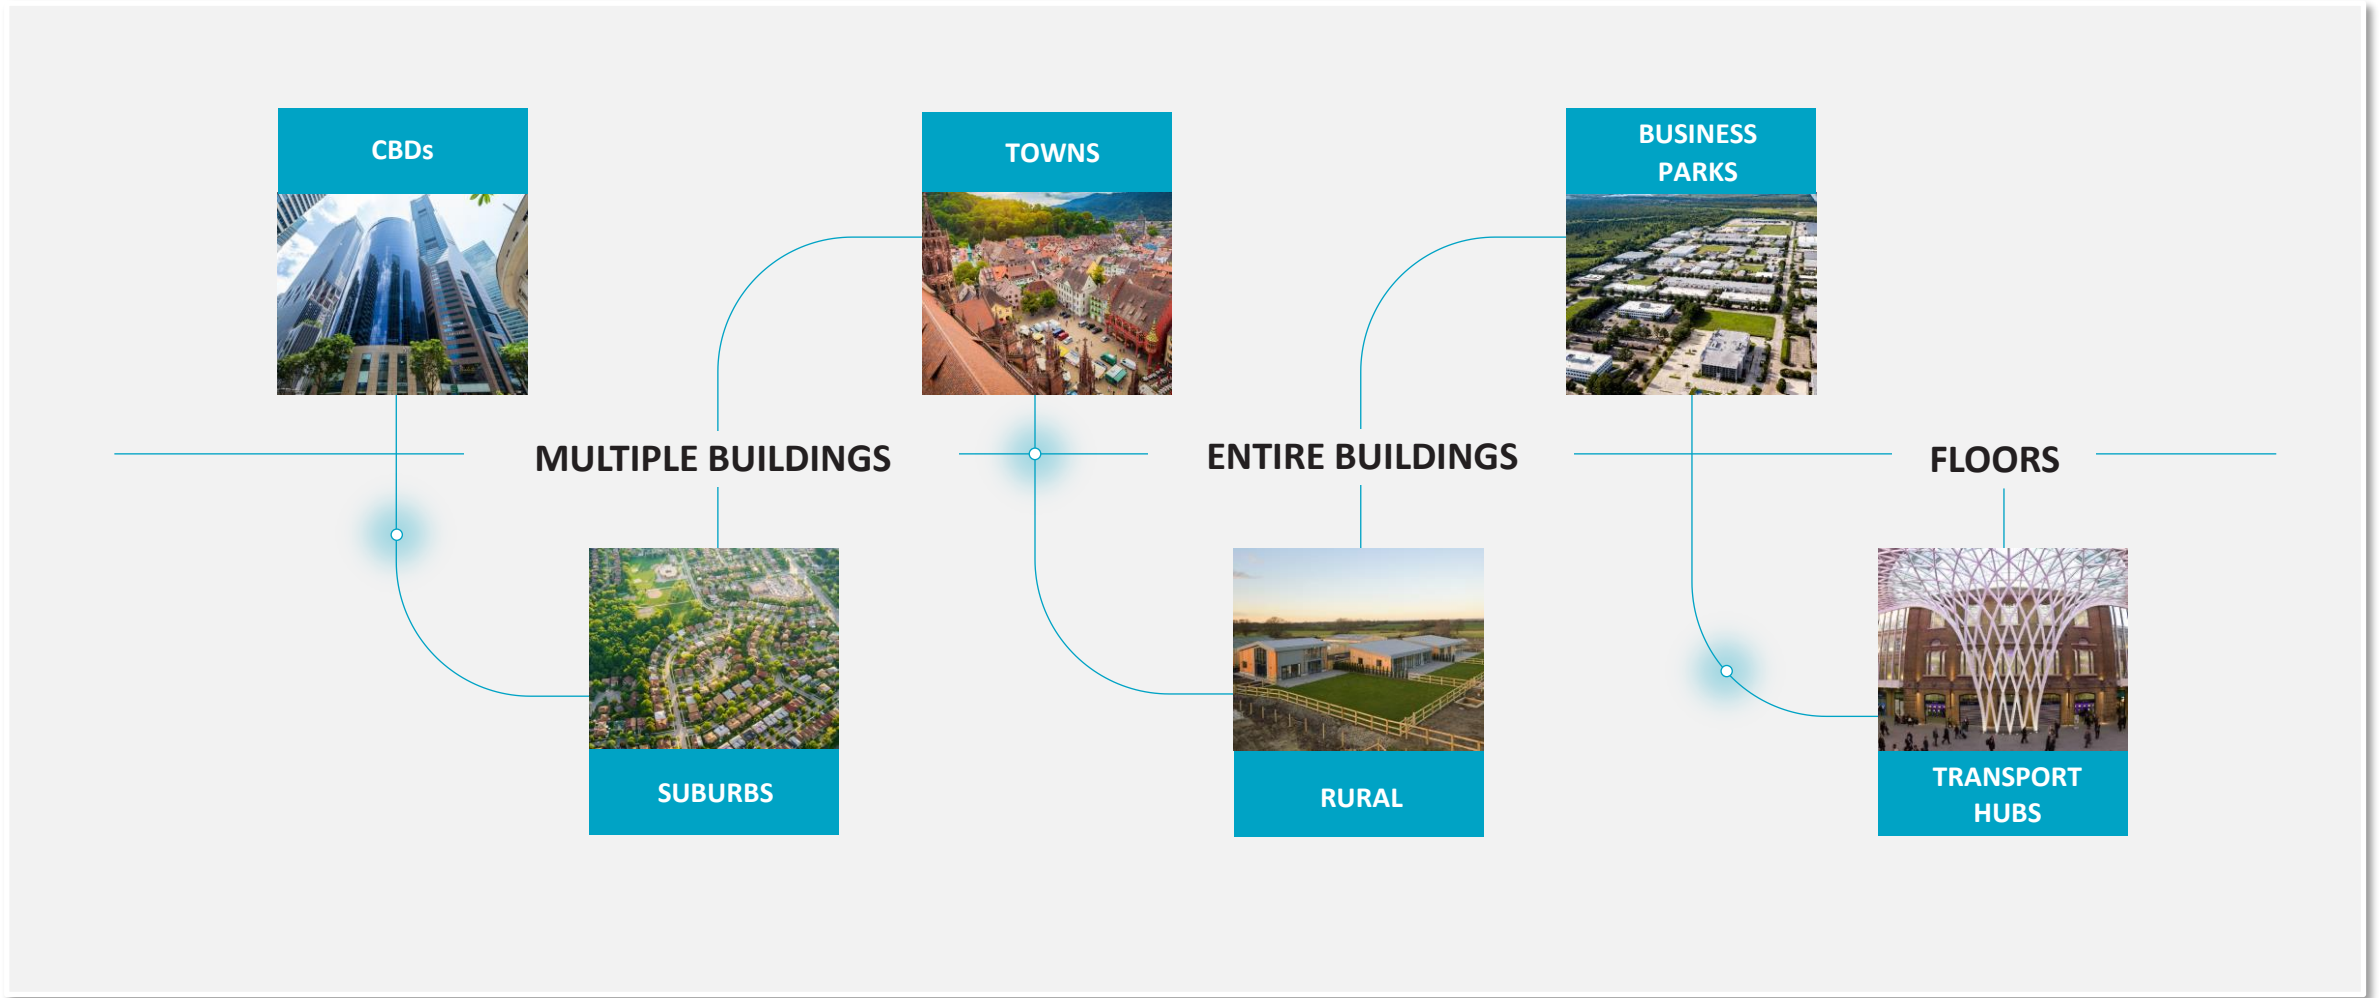 CBDs
TOWNS
BUSINESS
PARKS
MULTIPLE BUILDINGS
ENTIRE BUILDINGS
FLOORS
SUBURBS
RURAL
TRANSPORT
HUBS